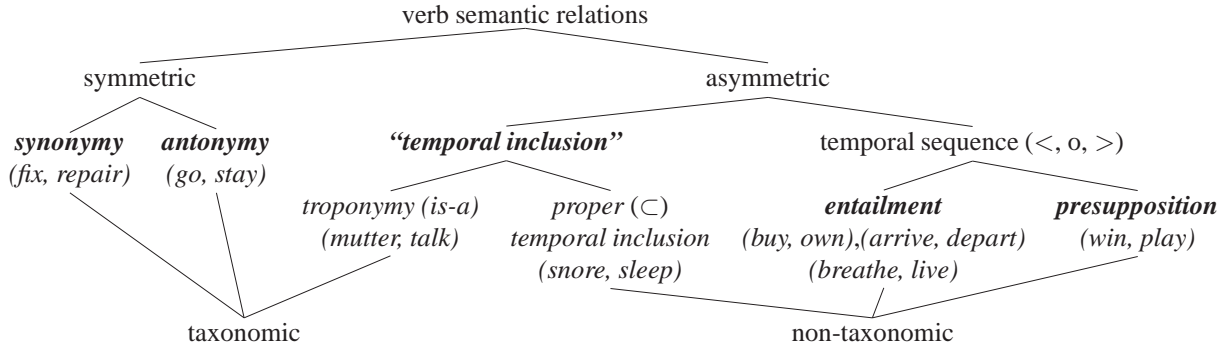 verb semantic relations
symmetric asymmetric
synonymy antonymy “temporal inclusion” temporal sequence (<, o, >)
(fix, repair) (go, stay)
troponymy (is-a) proper (⊂) entailment presupposition
(mutter, talk) temporal inclusion (buy, own),(arrive, depart) (win, play)
(snore, sleep) (breathe, live)
taxonomic non-taxonomic